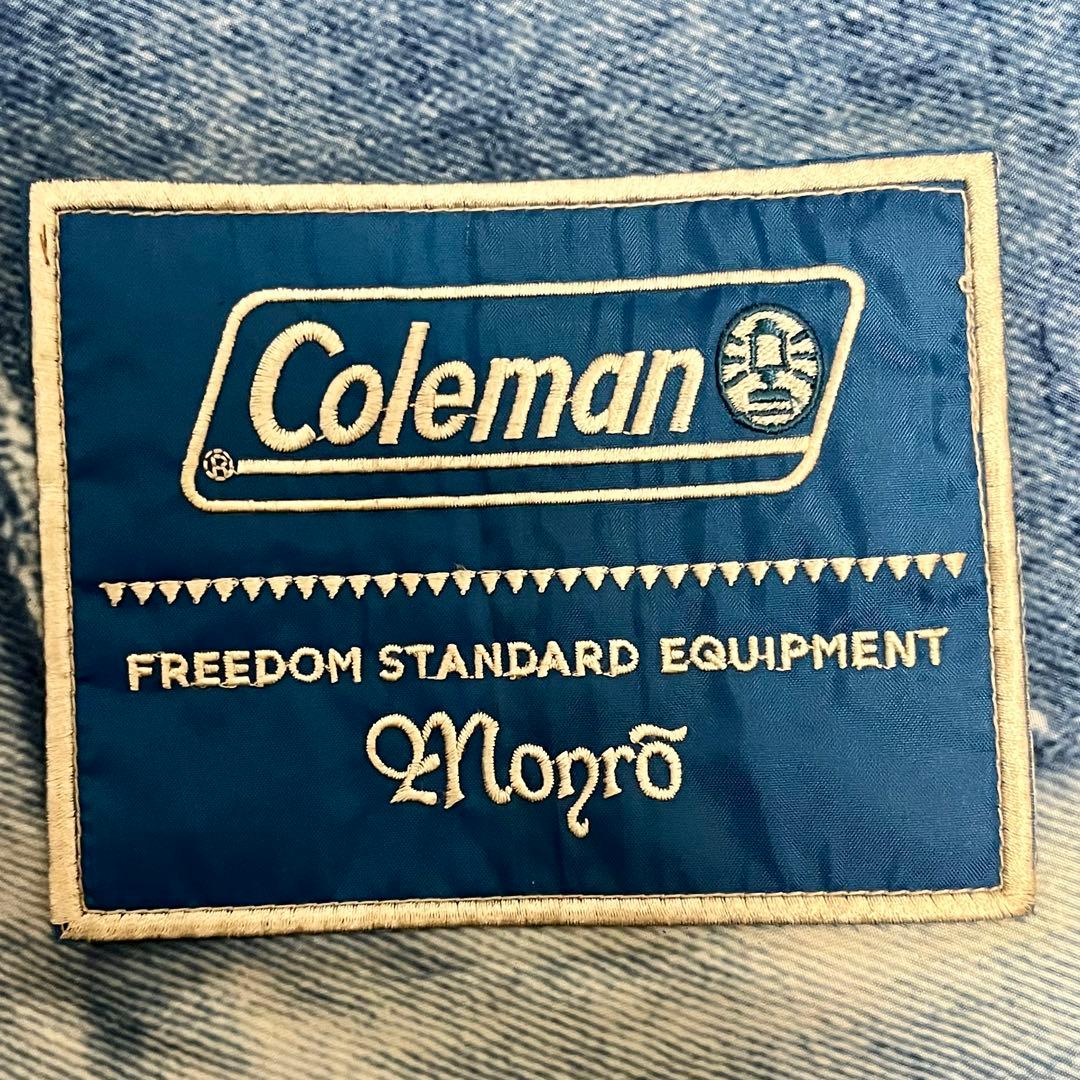 Coleman
®
FREEDOM STANDARD EQUIPMENT
Monrō